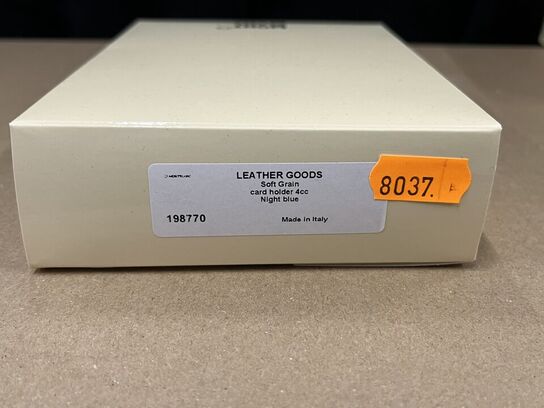 LEATHER GOODS
Soft Grain
card holder 4cc
Night blue
198770 Made in Italy
8037.